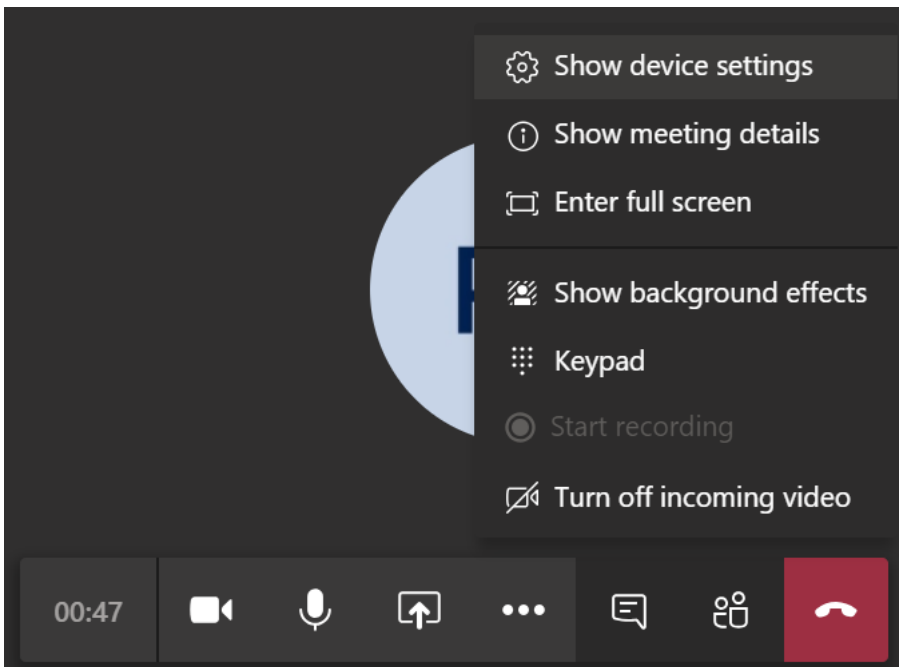 Show device settings
Show meeting details
Enter full screen
Show background effects
Keypad
Start recording
Turn off incoming video
00:47